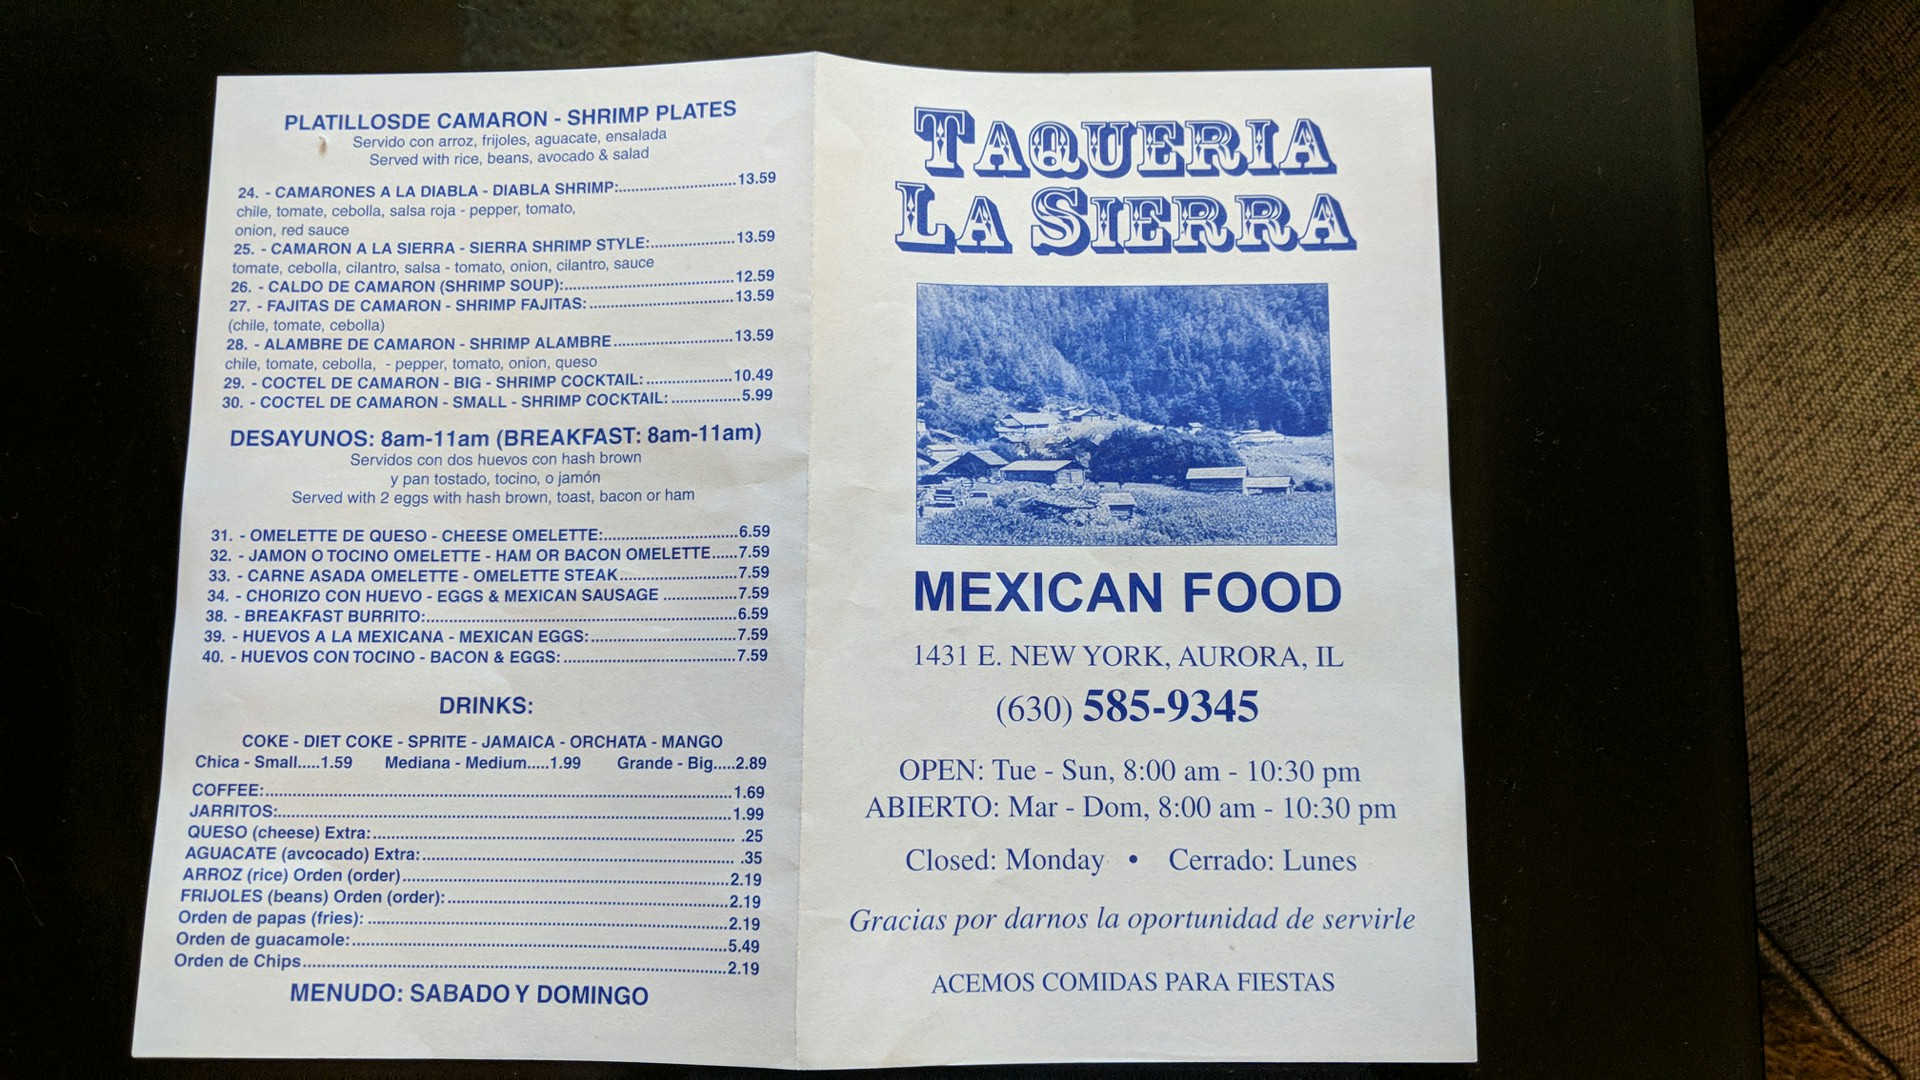 PLATILLOSDE CAMARON - SHRIMP PLATES
Servido con arroz, frijoles, aguacate, ensalada
Served with rice, beans, avocado & salad
24. - CAMARONES A LA DIABLA - DIABLA SHRIMP:..........................13.59
chile, tomate, cebolla, salsa roja - pepper, tomato,
onion, red sauce
25. - CAMARON A LA SIERRA - SIERRA SHRIMP STYLE:...................13.59
tomate, cebolla, cilantro, salsa - tomato, onion, cilantro, sauce
26. - CALDO DE CAMARON (SHRIMP SOUP):......................................12.59
27. - FAJITAS DE CAMARON - SHRIMP FAJITAS:................................13.59
(chile, tomate, cebolla)
28. - ALAMBRE DE CAMARON - SHRIMP ALAMBRE...........................13.59
chile, tomate, cebolla, - pepper, tomato, onion, queso
29. - COCTEL DE CAMARON - BIG - SHRIMP COCKTAIL:...................10.49
30. - COCTEL DE CAMARON - SMALL - SHRIMP COCKTAIL:................5.99
DESAYUNOS: 8am-11am (BREAKFAST: 8am-11am)
Servidos con dos huevos con hash brown
y pan tostado, tocino, o jamón
Served with 2 eggs with hash brown, toast, bacon or ham
31. - OMELETTE DE QUESO - CHEESE OMELETTE:..............................6.59
32. - JAMON O TOCINO OMELETTE - HAM OR BACON OMELETTE......7.59
33. - CARNE ASADA OMELETTE - OMELETTE STEAK..........................7.59
34. - CHORIZO CON HUEVO - EGGS & MEXICAN SAUSAGE .................7.59
38. - BREAKFAST BURRITO:.....................................................................6.59
39. - HUEVOS A LA MEXICANA - MEXICAN EGGS:................................7.59
40. - HUEVOS CON TOCINO - BACON & EGGS:.......................................7.59
DRINKS:
COKE - DIET COKE - SPRITE - JAMAICA - ORCHATA - MANGO
Chica - Small.....1.59 Mediana - Medium.....1.99 Grande - Big.....2.89
COFFEE:.......................................................................................................1.69
JARRITOS:....................................................................................................1.99
QUESO (cheese) Extra:................................................................................ .25
AGUACATE (avcocado) Extra:..................................................................... .35
ARROZ (rice) Orden (order).........................................................................2.19
FRIJOLES (beans) Orden (order):...............................................................2.19
Orden de papas (fries): ................................................................................2.19
Orden de guacamole:...................................................................................5.49
Orden de Chips..............................................................................................2.19
MENUDO: SABADO Y DOMINGO
TAQUERIA
LA SIERRA
MEXICAN FOOD
1431 E. NEW YORK, AURORA, IL
(630) 585-9345
OPEN: Tue - Sun, 8:00 am - 10:30 pm
ABIERTO: Mar - Dom, 8:00 am - 10:30 pm
Closed: Monday • Cerrado: Lunes
Gracias por darnos la oportunidad de servirle
ACEMOS COMIDAS PARA FIESTAS